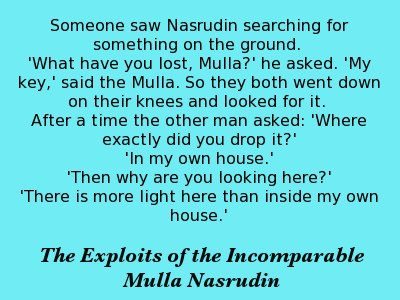 Someone saw Nasrudin searching for
something on the ground.
'What have you lost, Mulla?' he asked. 'My
key,' said the Mulla. So they both went down
on their knees and looked for it.
After a time the other man asked: 'Where
exactly did you drop it?'
'In my own house.'
'Then why are you looking here?'
'There is more light here than inside my own
house.'
The Exploits of the Incomparable
Mulla Nasrudin